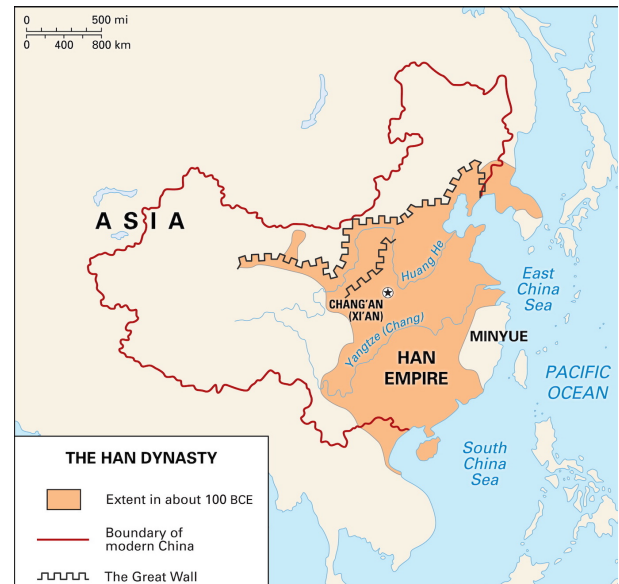 0 500 mi
0 400 800 km
ASIA
Huang He
CHANG'AN
(XI'AN)
East
China
Sea
Yangtze (Chang)
MINYUE
HAN
EMPIRE
PACIFIC
OCEAN
South
China
Sea
THE HAN DYNASTY
Extent in about 100 BCE
Boundary of
modern China
The Great Wall